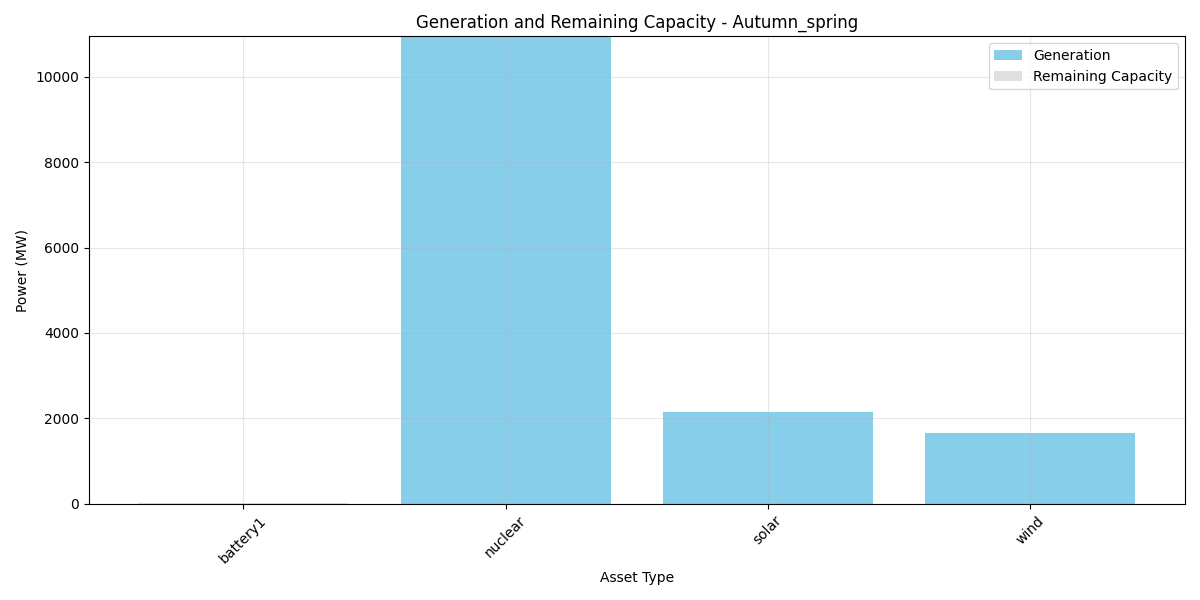 Generation and Remaining Capacity - Autumn_spring
Generation
Remaining Capacity
10000
8000
6000
4000
2000
0
Power (MW)
battery1
nuclear
solar
wind
Asset Type